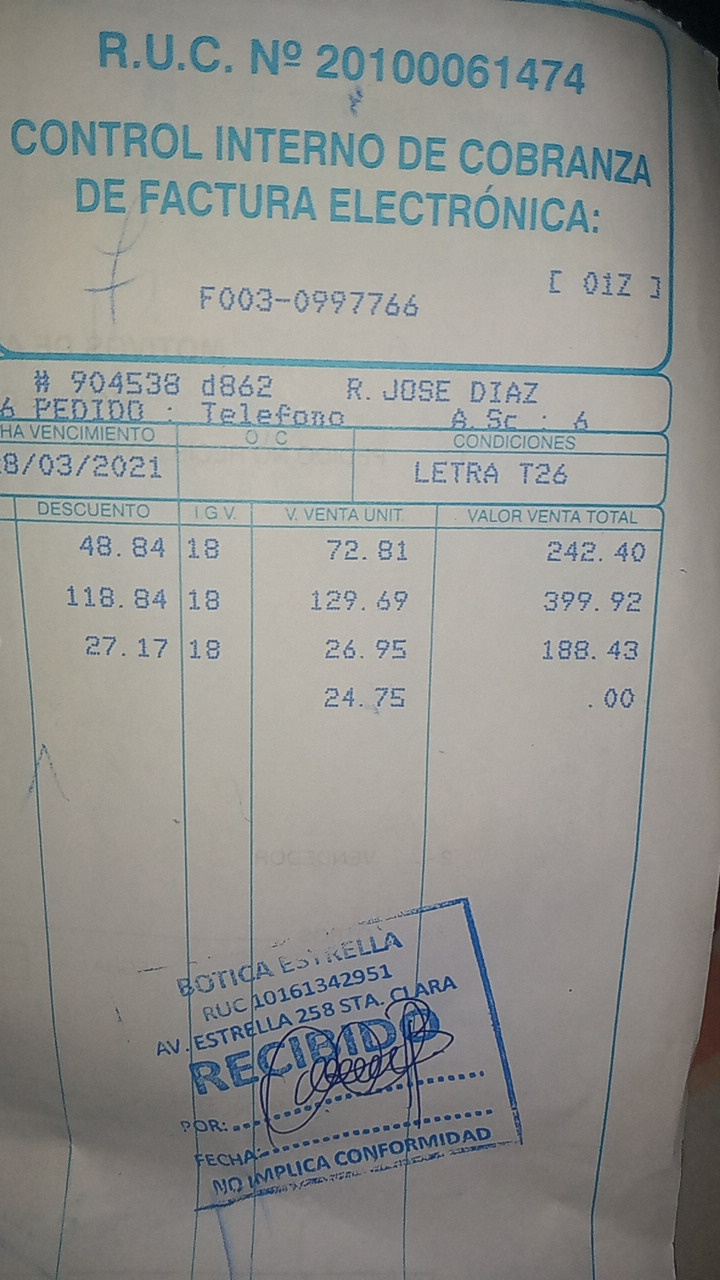 R.U.C. Nº 20100061474
CONTROL INTERNO DE COBRANZA
DE FACTURA ELECTRÓNICA:
[ 01Z ]
F003-0997766
# 904538 d862 R. JOSE DIAZ
6 PEDIDO : Telefono A.Sc : 6
HA VENCIMIENTO O / C CONDICIONES
8/03/2021 LETRA T26
DESCUENTO I.G.V. V. VENTA UNIT. VALOR VENTA TOTAL
48.84 18 72.81 242.40
118.84 18 129.69 399.92
27.17 18 26.95 188.43
24.75 .00
BOTICA ESTRELLA
RUC 10161342951
AV. ESTRELLA 258 STA. CLARA
RECIBIDO
POR:
FECHA:
NO IMPLICA CONFORMIDAD